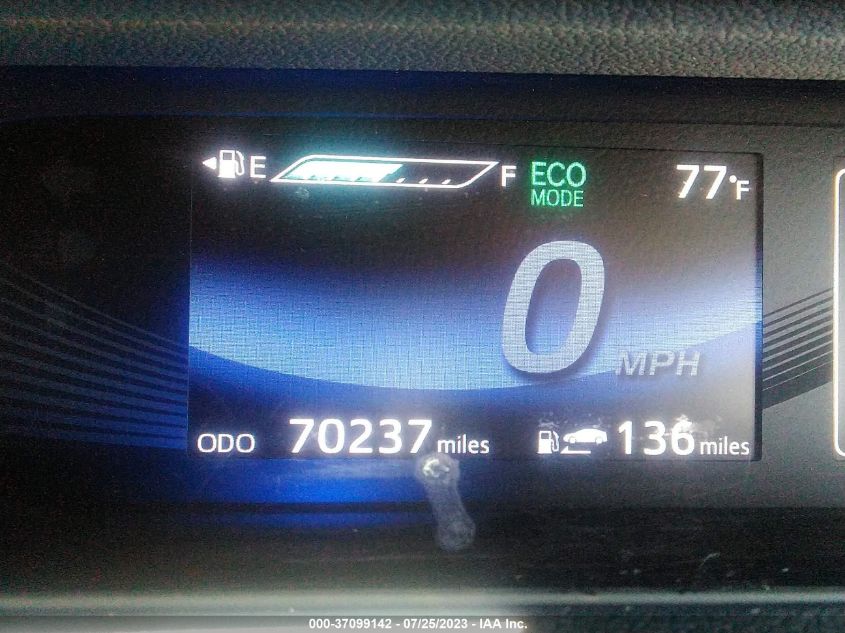 E F ECO MODE 77°F
0 MPH
ODO 70237 miles 136 miles
000-37099142 - 07/25/2023 - IAA Inc.